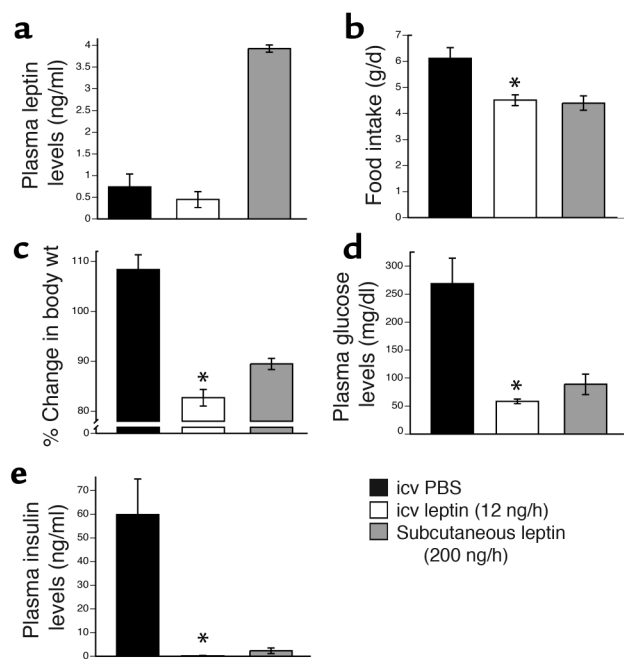 a
Plasma leptin
levels (ng/ml)
4
3.5
3
2.5
2
1.5
1
0.5
0
b
Food intake (g/d)
7
6
5
4
3
2
1
0
*
c
% Change in body wt
110
100
90
80
0
*
d
Plasma glucose
levels (mg/dl)
300
250
200
150
100
50
0
*
e
Plasma insulin
levels (ng/ml)
70
60
50
40
30
20
10
0
*
icv PBS
icv leptin (12 ng/h)
Subcutaneous leptin
(200 ng/h)